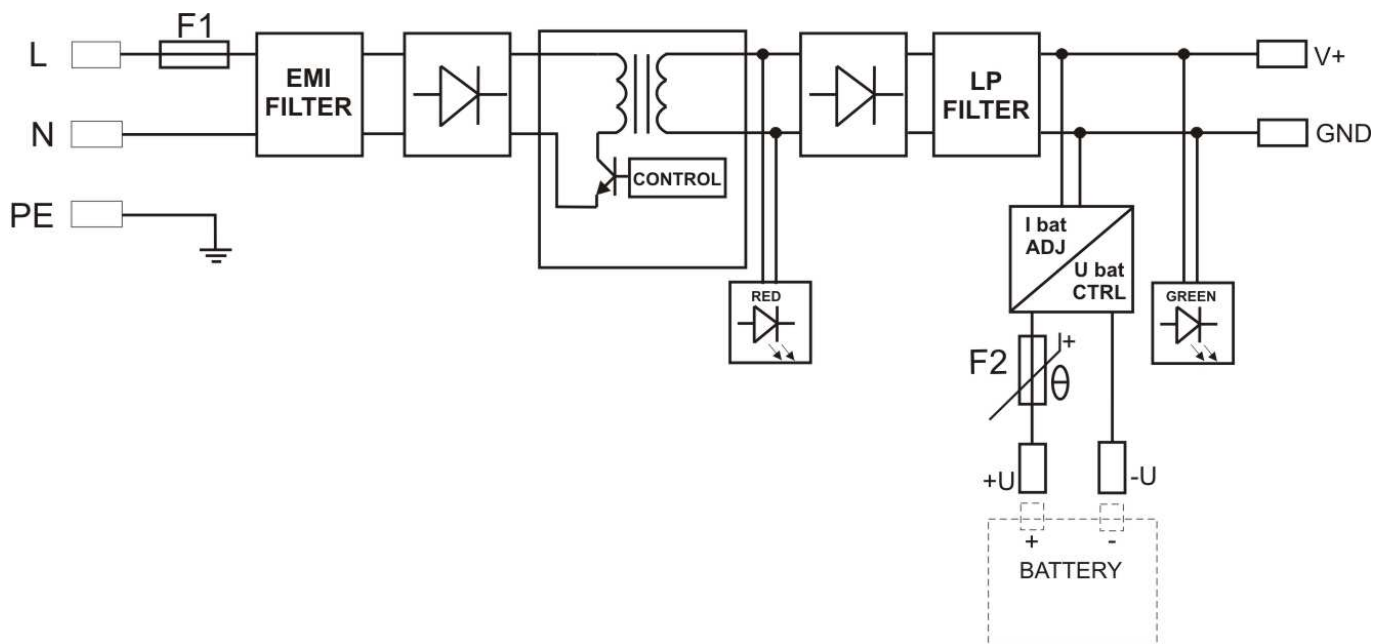 F1
L
EMI
FILTER
LP
FILTER
V+
N
GND
CONTROL
PE
I bat
ADJ
U bat
CTRL
RED
GREEN
F2
+
θ
+U
-U
+
-
BATTERY